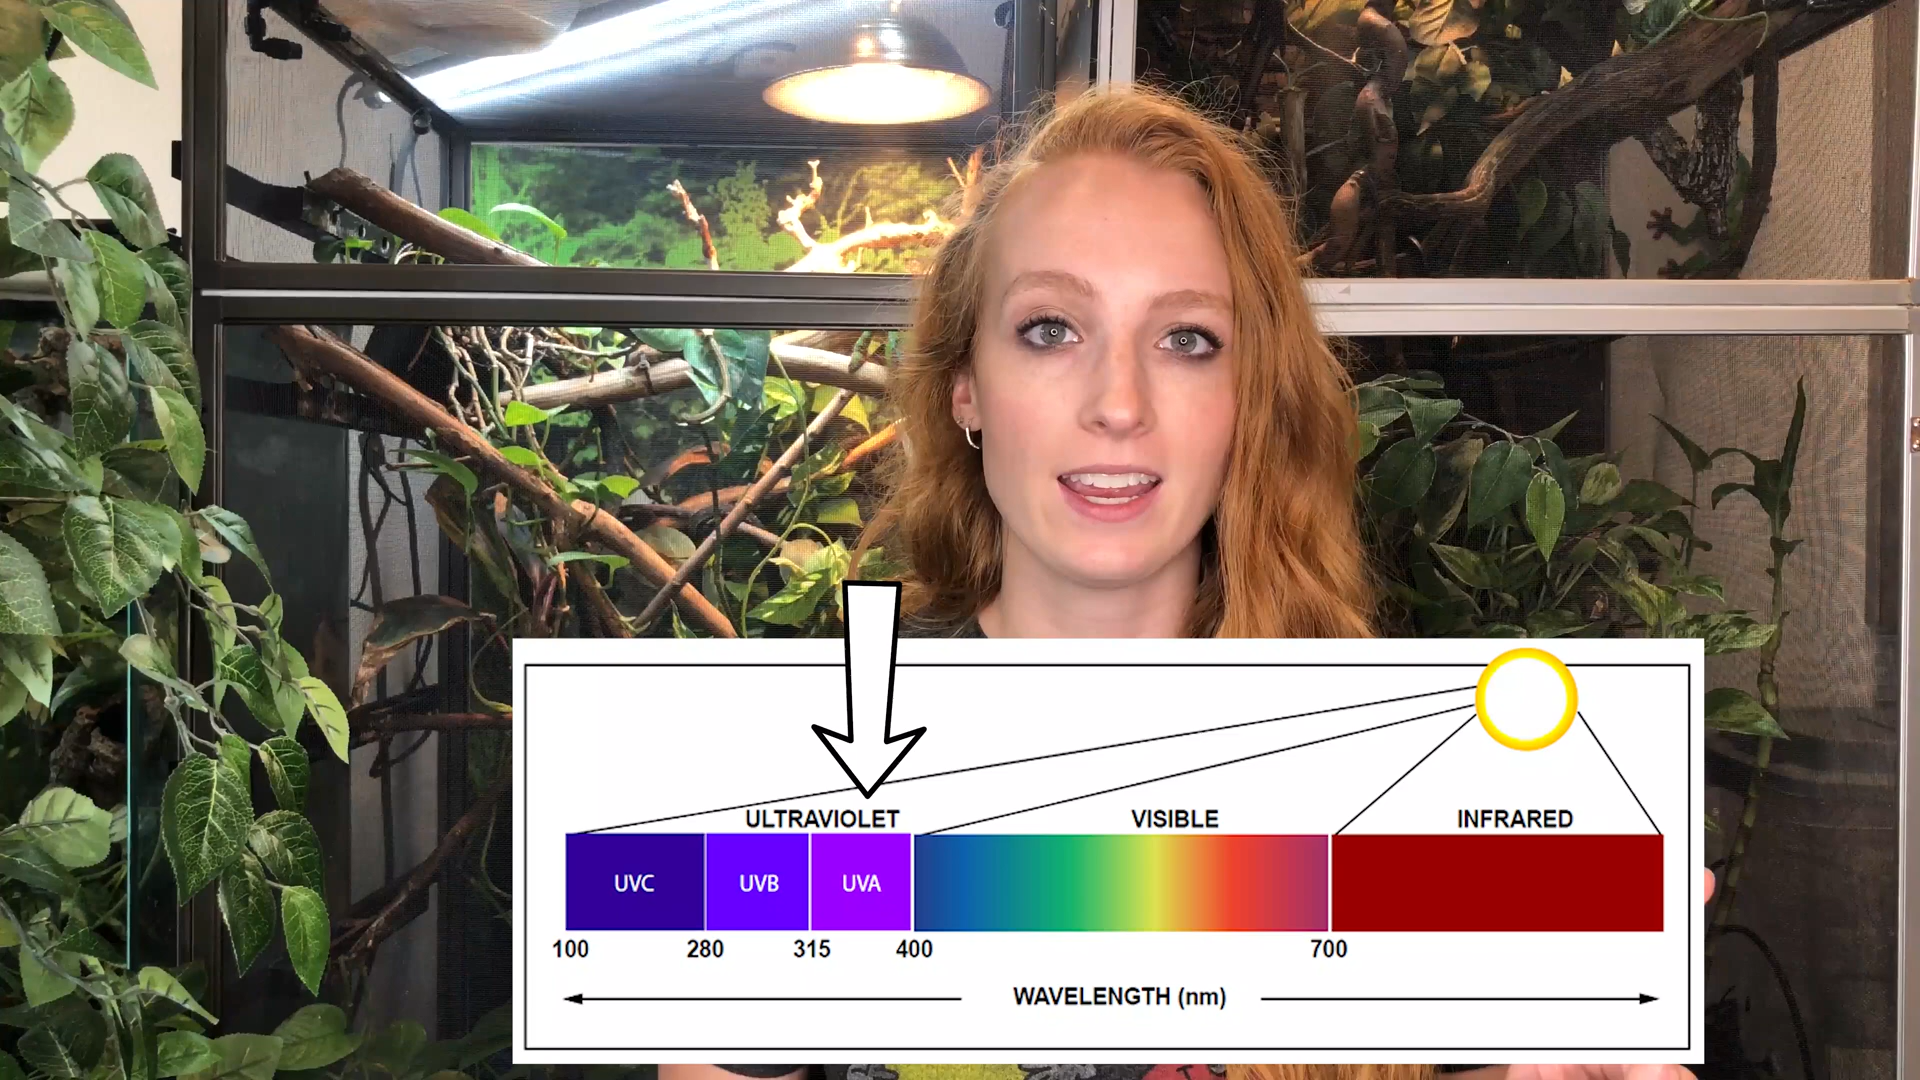 ULTRAVIOLET VISIBLE INFRARED
UVC UVB UVA
100 280 315 400 700
WAVELENGTH (nm)